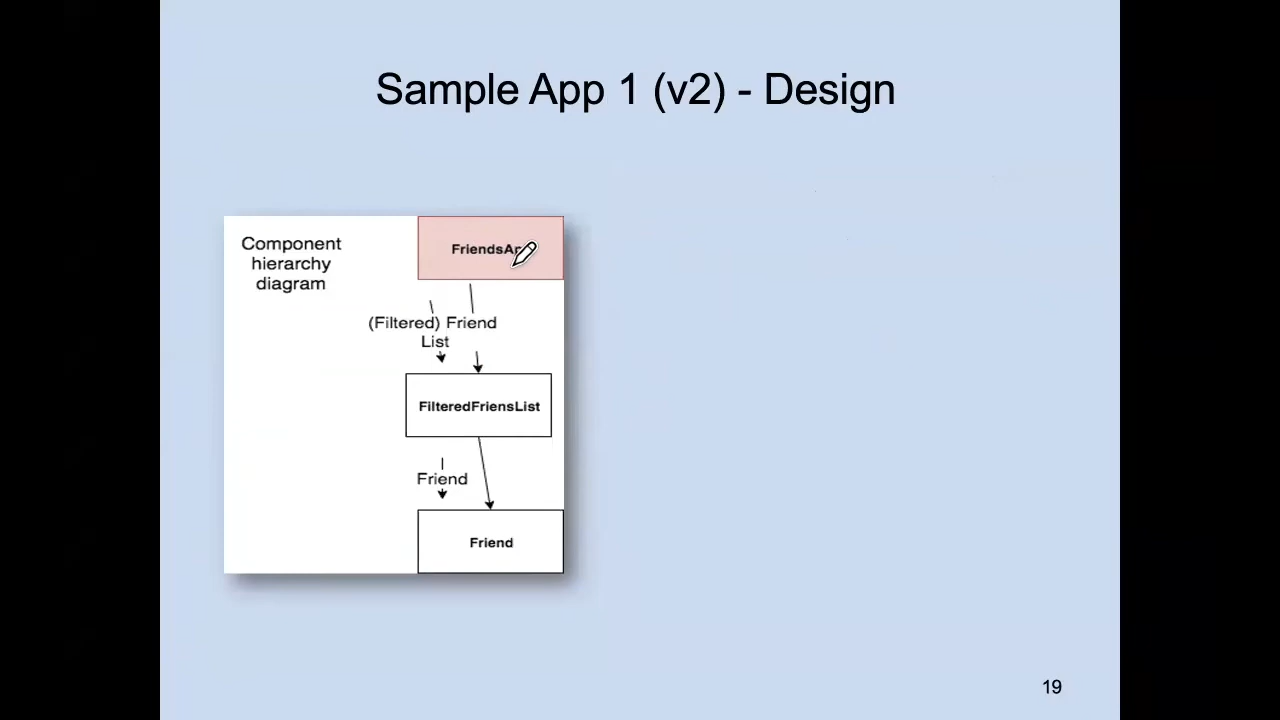 Sample App 1 (v2) - Design
Component
hierarchy
diagram
(Filtered) Friend
List
FilteredFriensList
Friend
Friend
19